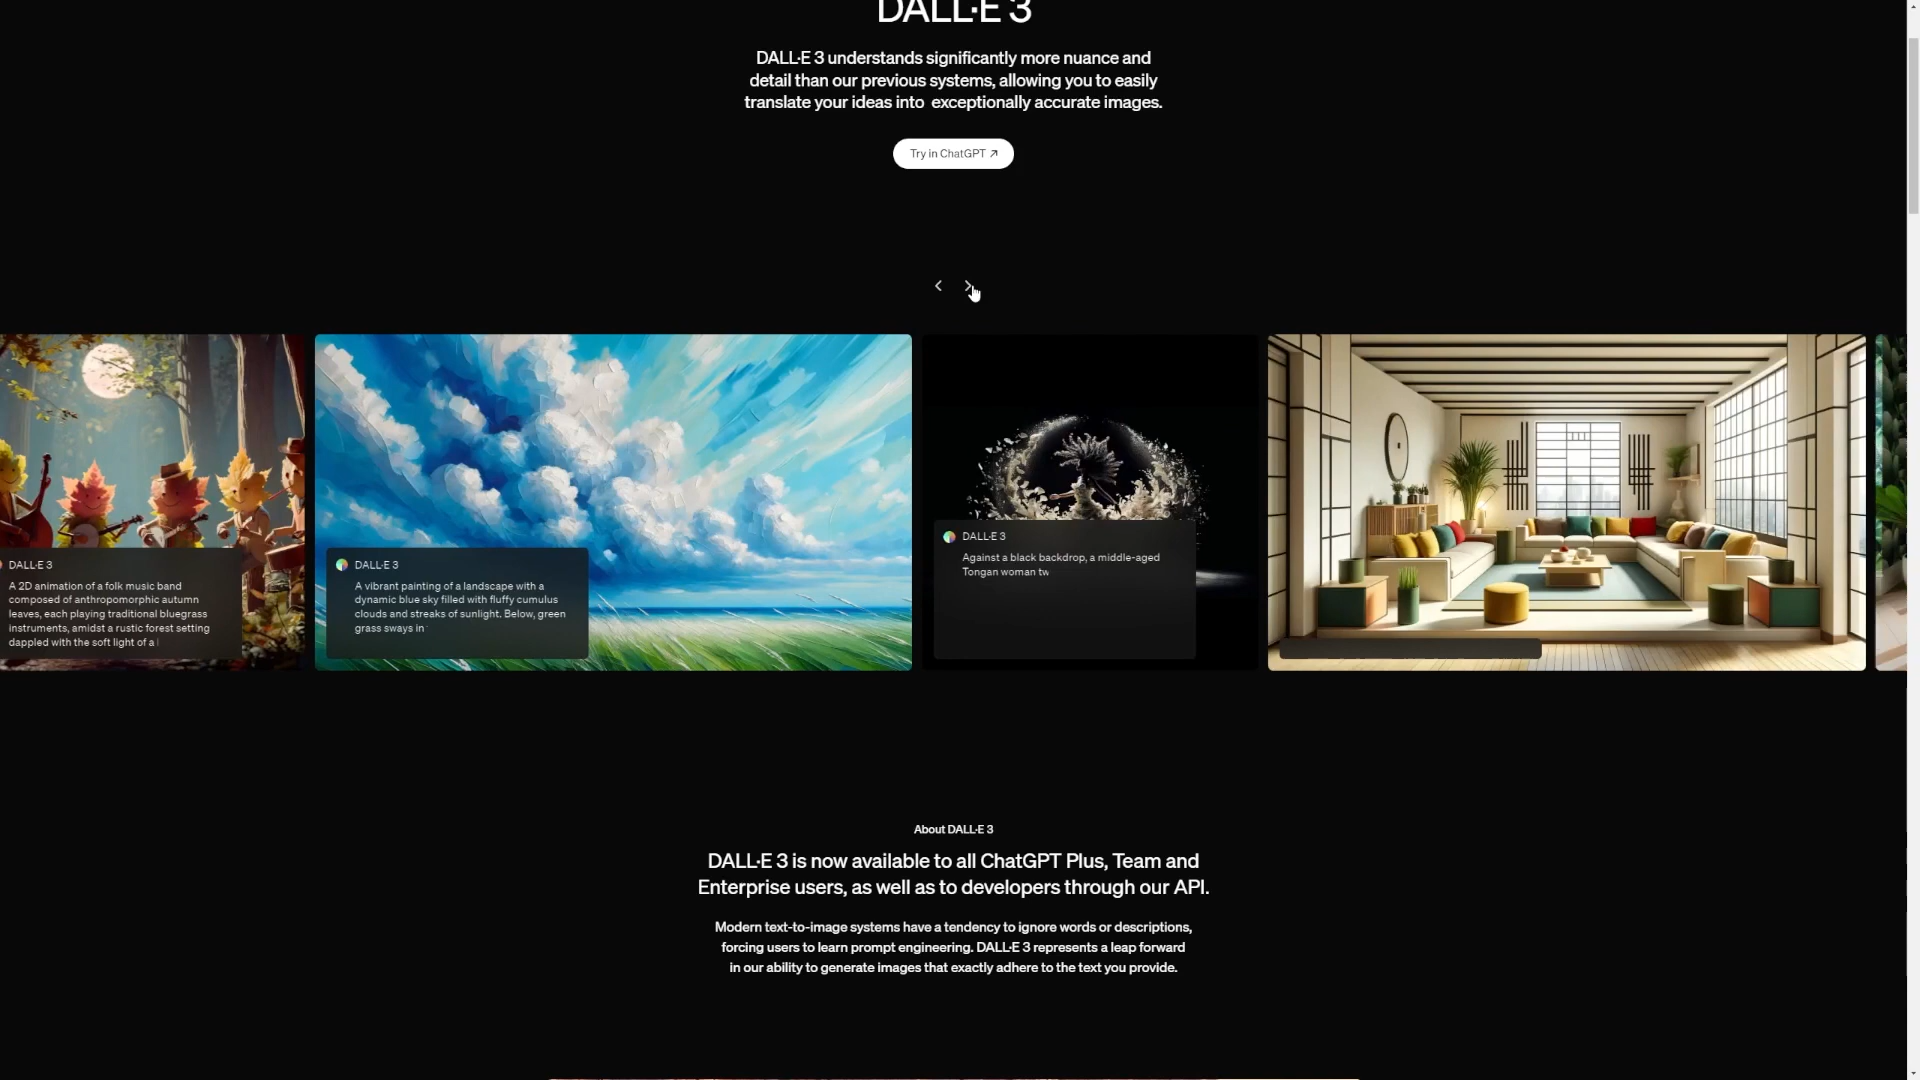 DALL·E 3
DALL·E 3 understands significantly more nuance and
detail than our previous systems, allowing you to easily
translate your ideas into exceptionally accurate images.
Try in ChatGPT ↗
DALL·E 3
A 2D animation of a folk music band
composed of anthropomorphic autumn
leaves, each playing traditional bluegrass
instruments, amidst a rustic forest setting
dappled with the soft light of a
DALL·E 3
A vibrant painting of a landscape with a
dynamic blue sky filled with fluffy cumulus
clouds and streaks of sunlight. Below, green
grass sways in
DALL·E 3
Against a black backdrop, a middle-aged
Tongan woman tw
About DALL·E 3
DALL·E 3 is now available to all ChatGPT Plus, Team and
Enterprise users, as well as to developers through our API.
Modern text-to-image systems have a tendency to ignore words or descriptions,
forcing users to learn prompt engineering. DALL·E 3 represents a leap forward
in our ability to generate images that exactly adhere to the text you provide.